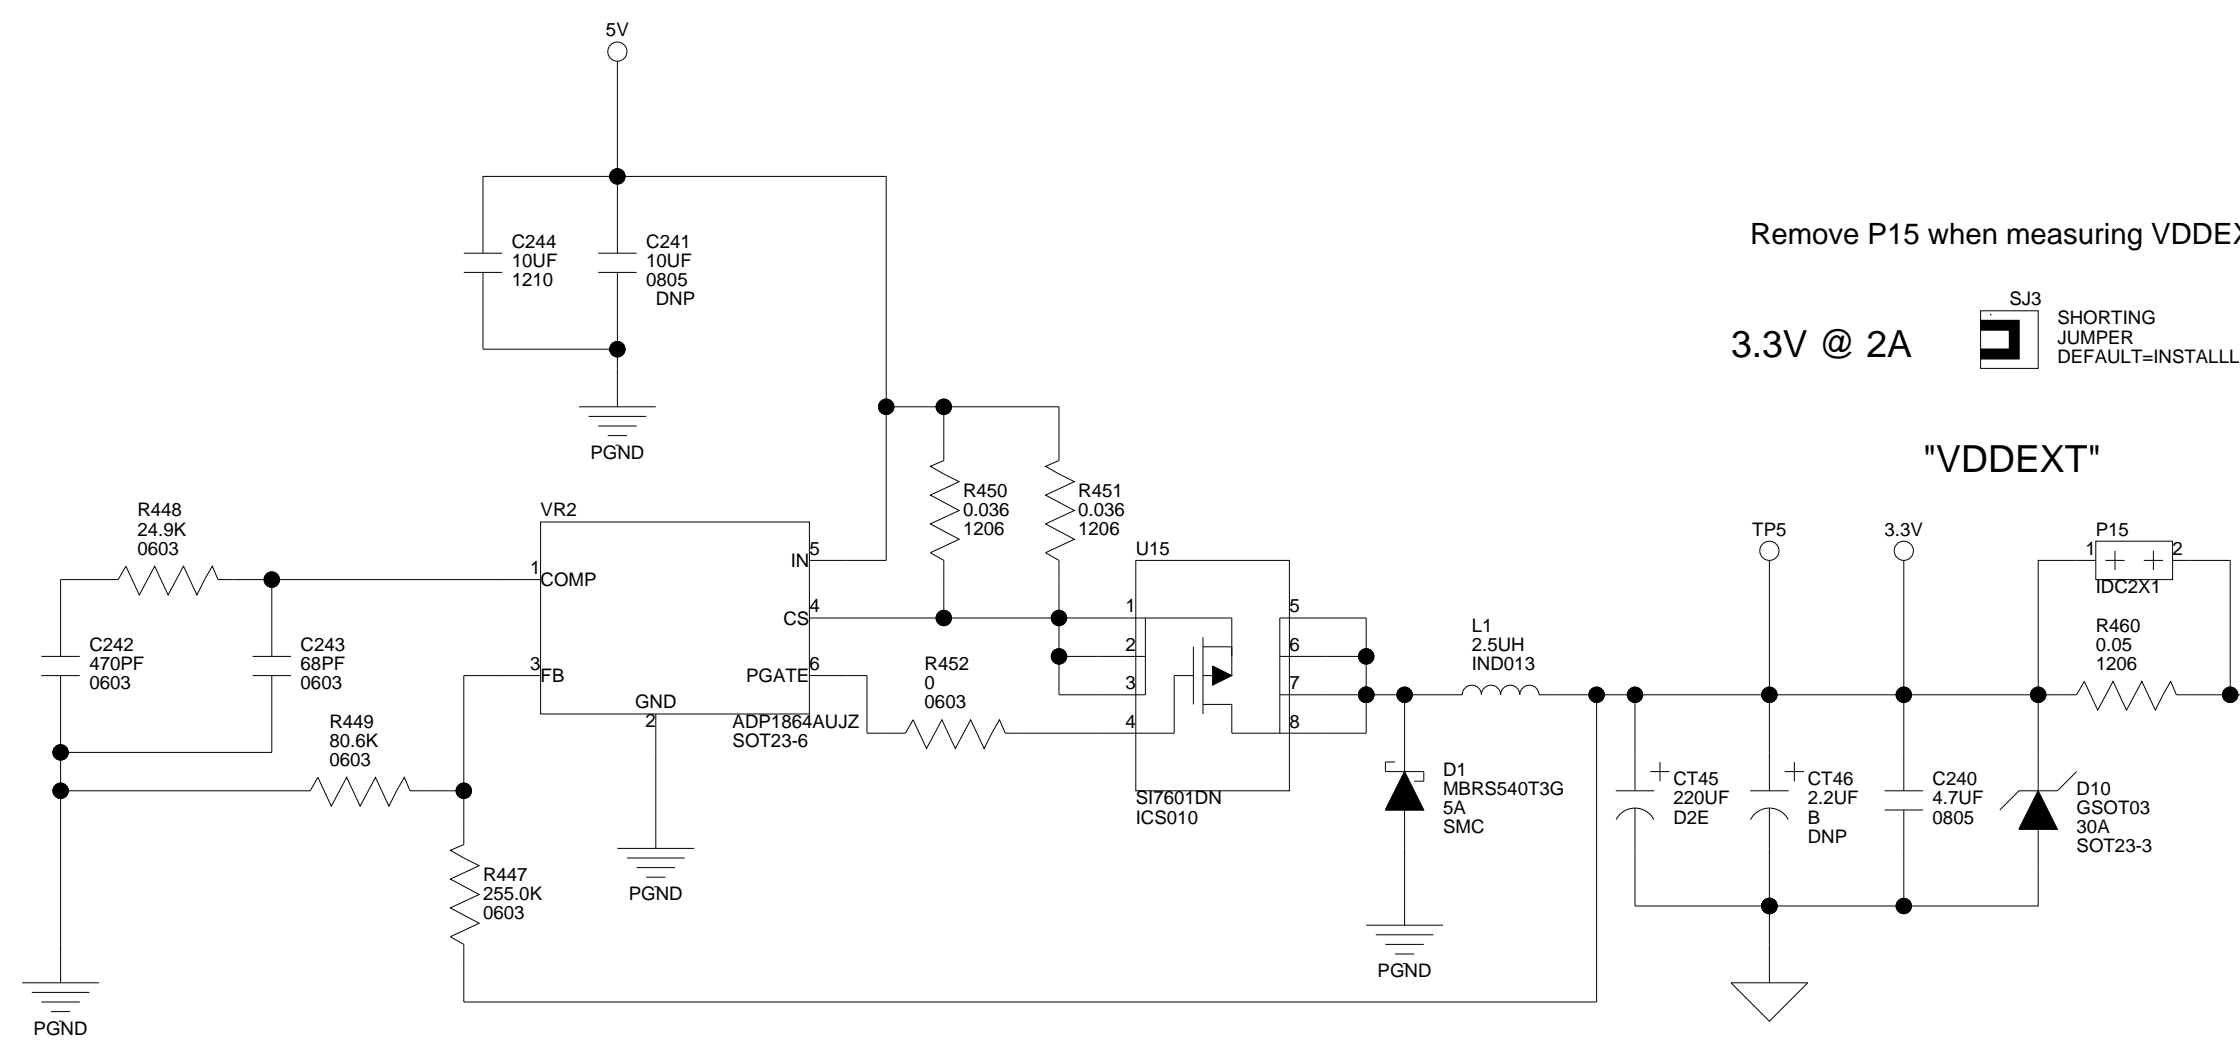 5V
C244
10UF
1210
C241
10UF
0805
DNP
PGND
Remove P15 when measuring VDDEX
3.3V @ 2A
SJ3
SHORTING
JUMPER
DEFAULT=INSTALLL
"VDDEXT"
R448
24.9K
0603
C242
470PF
0603
C243
68PF
0603
R449
80.6K
0603
R447
255.0K
0603
PGND
VR2
1
COMP
3
FB
GND
2
IN
5
CS
4
PGATE
6
ADP1864AUJZ
SOT23-6
PGND
R450
0.036
1206
R451
0.036
1206
R452
0
0603
U15
1
2
3
4
5
6
7
8
SI7601DN
ICS010
L1
2.5UH
IND013
D1
MBRS540T3G
5A
SMC
PGND
TP5
3.3V
P15
1
2
IDC2X1
R460
0.05
1206
CT45
220UF
D2E
CT46
2.2UF
B
DNP
C240
4.7UF
0805
D10
GSOT03
30A
SOT23-3